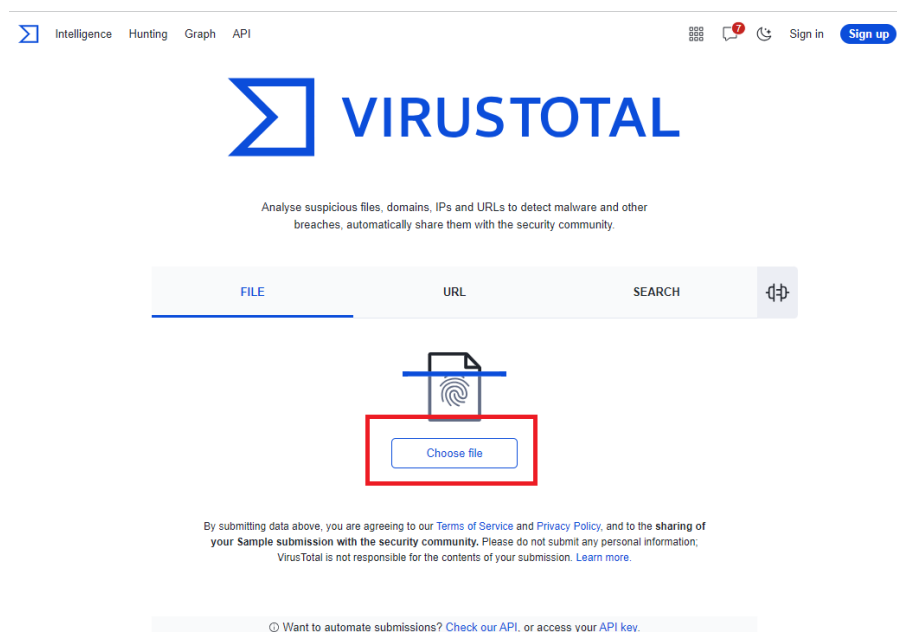 Intelligence Hunting Graph API 7 Sign in Sign up
VIRUSTOTAL
Analyse suspicious files, domains, IPs and URLs to detect malware and other
breaches, automatically share them with the security community.
FILE URL SEARCH
Choose file
By submitting data above, you are agreeing to our Terms of Service and Privacy Policy, and to the sharing of
your Sample submission with the security community. Please do not submit any personal information;
VirusTotal is not responsible for the contents of your submission. Learn more.
Want to automate submissions? Check our API, or access your API key.